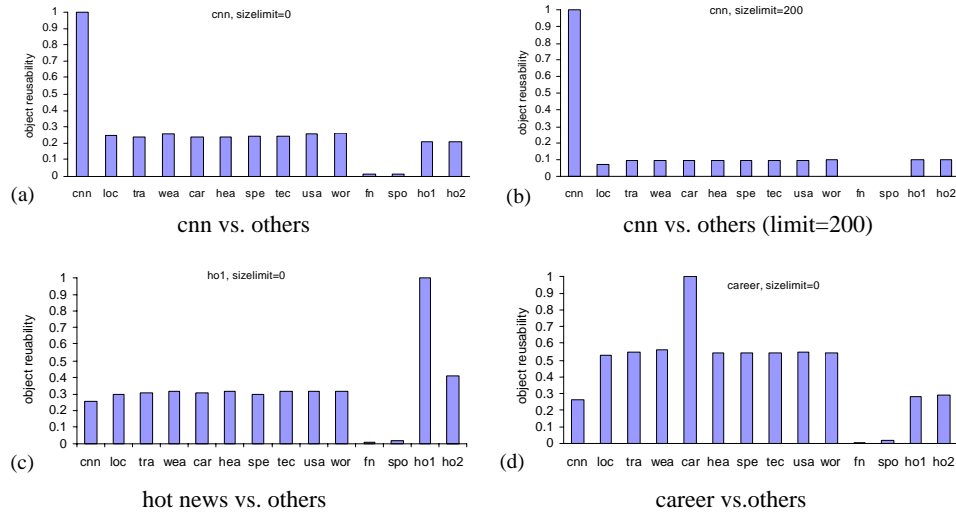 cnn, sizelimit=0
object reusability
1
0.9
0.8
0.7
0.6
0.5
0.4
0.3
0.2
0.1
0
cnn loc tra wea car hea spe tec usa wor fn spo ho1 ho2
(a)
cnn vs. others
cnn, sizelimit=200
object reusability
1
0.9
0.8
0.7
0.6
0.5
0.4
0.3
0.2
0.1
0
cnn loc tra wea car hea spe tec usa wor fn spo ho1 ho2
(b)
cnn vs. others (limit=200)
ho1, sizelimit=0
object reuability
1
0.9
0.8
0.7
0.6
0.5
0.4
0.3
0.2
0.1
0
cnn loc tra wea car hea spe tec usa wor fn spo ho1 ho2
(c)
hot news vs. others
career, sizelimit=0
object reusability
1
0.9
0.8
0.7
0.6
0.5
0.4
0.3
0.2
0.1
0
cnn loc tra wea car hea spe tec usa wor fn spo ho1 ho2
(d)
career vs.others